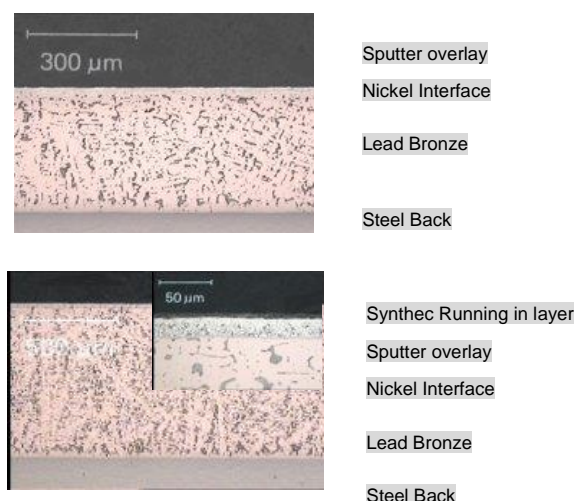 300 µm
Sputter overlay
Nickel Interface
Lead Bronze
Steel Back
50 µm
Synthec Running in layer
Sputter overlay
Nickel Interface
Lead Bronze
Steel Back